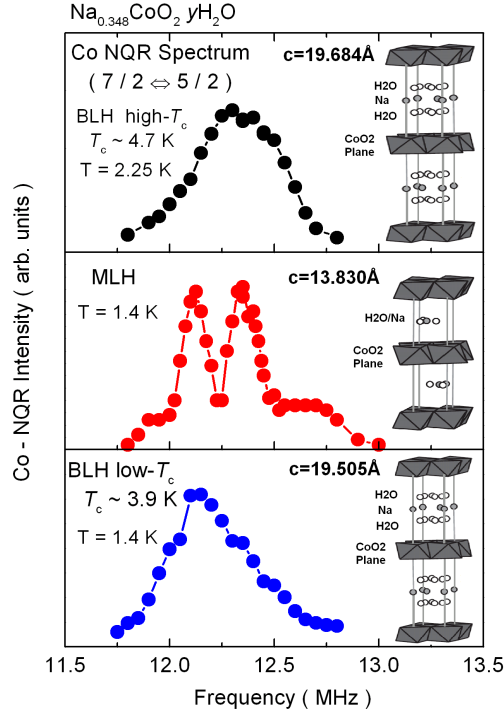 Na0.348CoO2 yH2O
Co NQR Spectrum
( 7 / 2 ⇔ 5 / 2 )
BLH high-Tc
Tc ~ 4.7 K
T = 2.25 K
c=19.684Å
H2O
Na
H2O
CoO2
Plane
MLH
T = 1.4 K
c=13.830Å
H2O/Na
CoO2
Plane
BLH low-Tc
Tc ~ 3.9 K
T = 1.4 K
c=19.505Å
H2O
Na
H2O
CoO2
Plane
Co - NQR Intensity ( arb. units )
11.5 12.0 12.5 13.0 13.5
Frequency ( MHz )